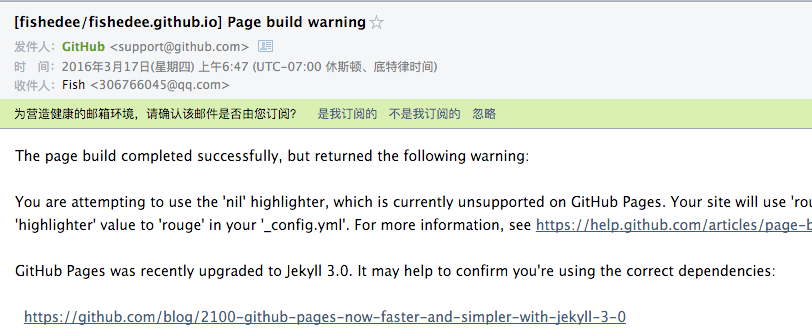 [fishedee/fishedee.github.io] Page build warning☆
发件人：GitHub <support@github.com>
时　间：2016年3月17日(星期四) 上午6:47 (UTC-07:00 休斯顿、底特律时间)
收件人：Fish <306766045@qq.com>
为营造健康的邮箱环境，请确认该邮件是否由您订阅？ 是我订阅的 不是我订阅的 忽略
The page build completed successfully, but returned the following warning:
You are attempting to use the 'nil' highlighter, which is currently unsupported on GitHub Pages. Your site will use 'rou
'highlighter' value to 'rouge' in your '_config.yml'. For more information, see https://help.github.com/articles/page-b
GitHub Pages was recently upgraded to Jekyll 3.0. It may help to confirm you're using the correct dependencies:
https://github.com/blog/2100-github-pages-now-faster-and-simpler-with-jekyll-3-0